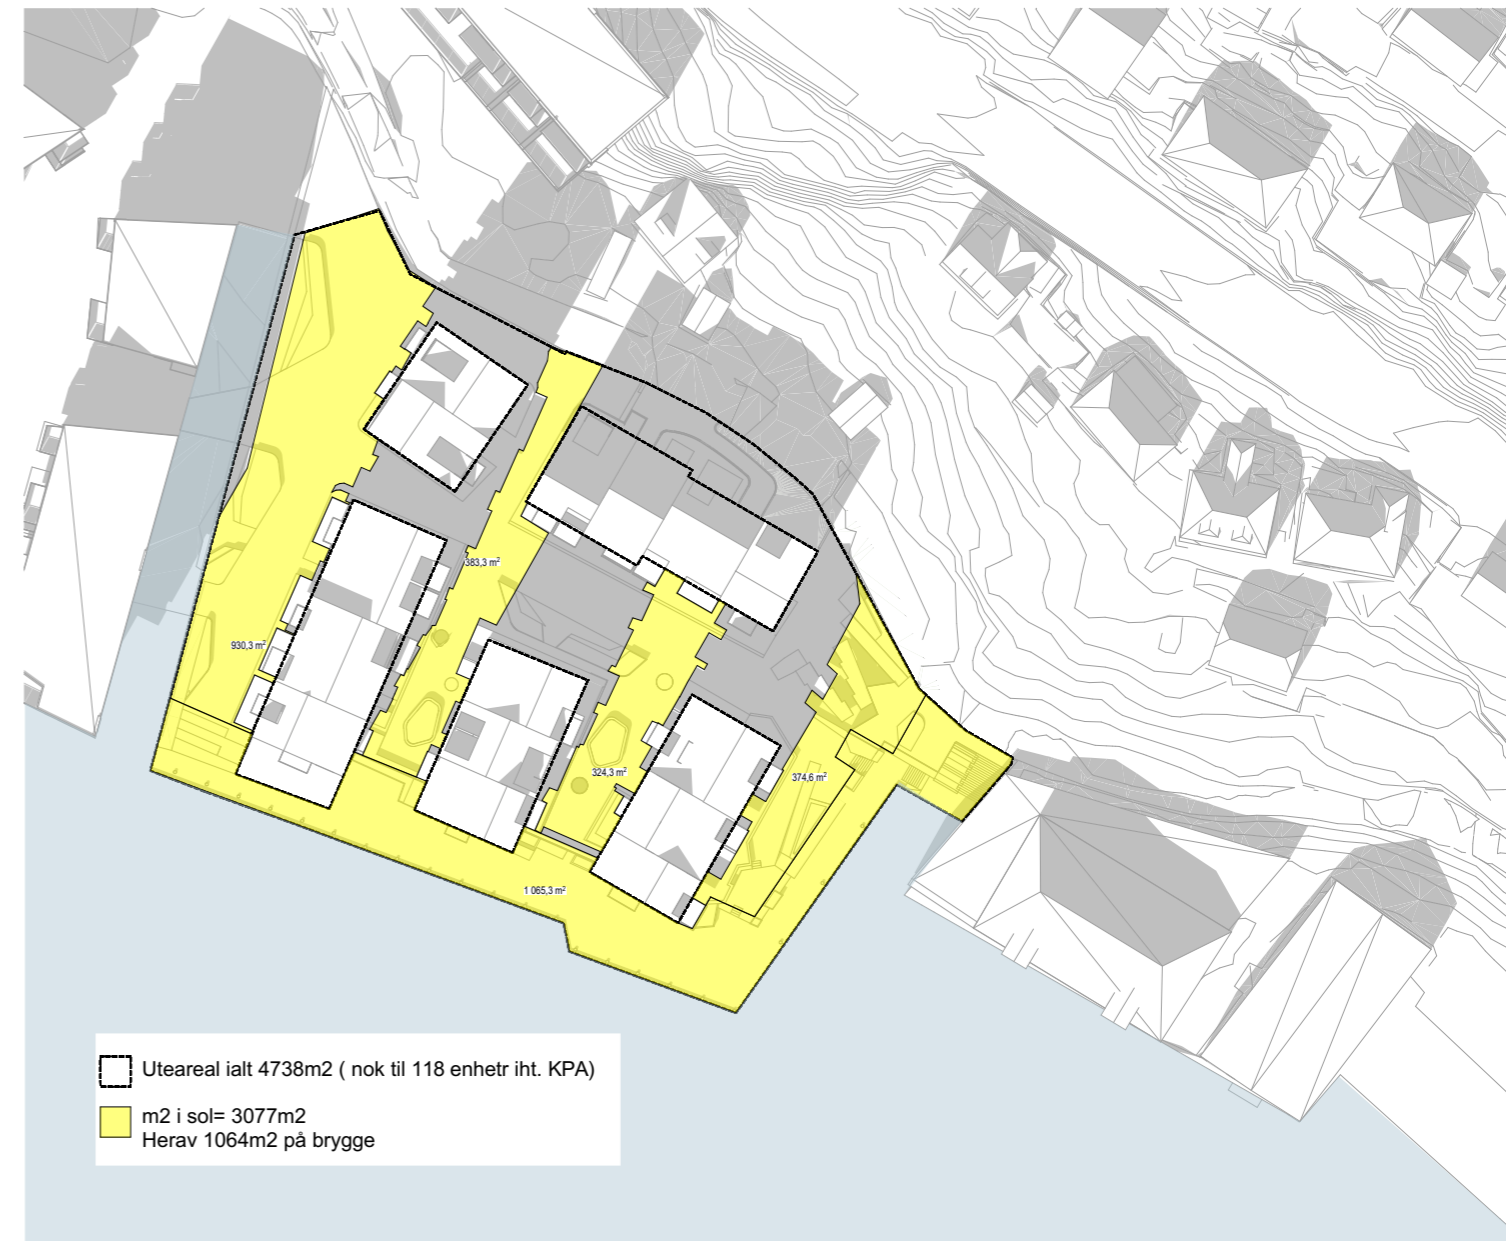 383,3 m²
930,3 m²
324,3 m²
374,6 m²
1 065,3 m²
Uteareal ialt 4738m2 ( nok til 118 enhetr iht. KPA)
m2 i sol= 3077m2
Herav 1064m2 på brygge